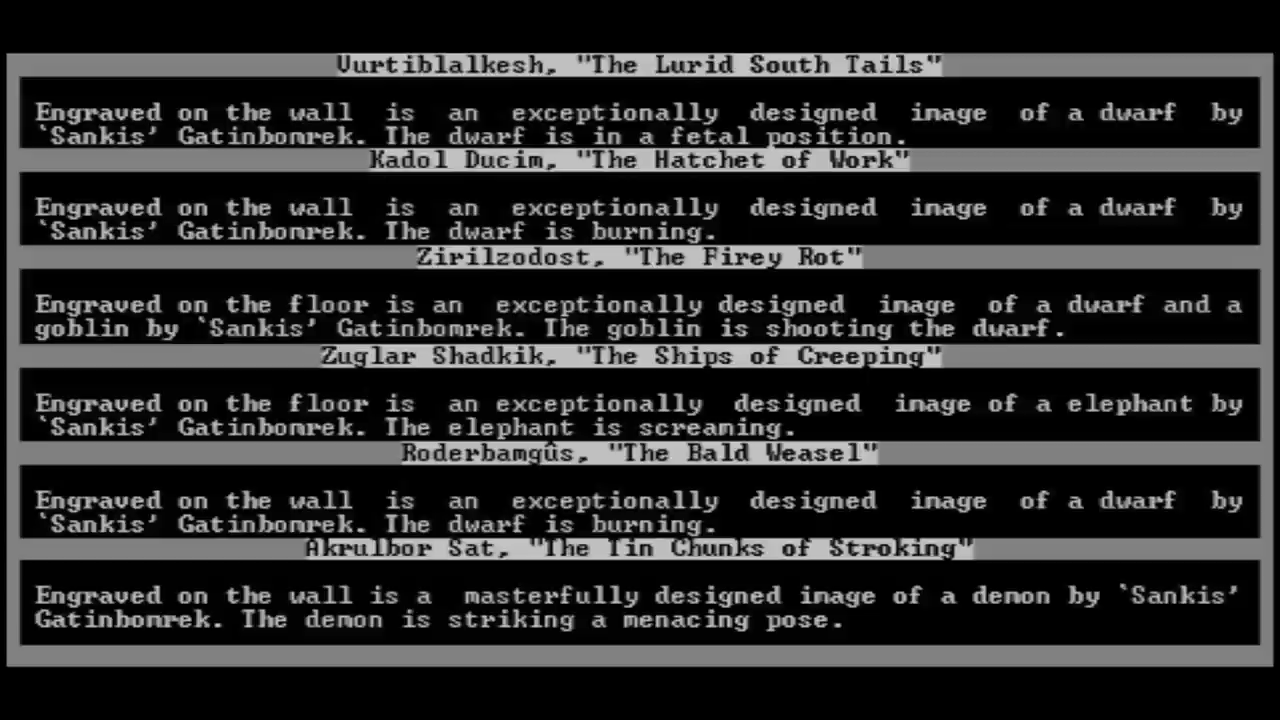 Vurtiblalkesh, "The Lurid South Tails"
Engraved on the wall is an exceptionally designed image of a dwarf by
`Sankis' Gatinbomrek. The dwarf is in a fetal position.
Kadol Ducim, "The Hatchet of Work"
Engraved on the wall is an exceptionally designed image of a dwarf by
`Sankis' Gatinbomrek. The dwarf is burning.
Zirilzodost, "The Firey Rot"
Engraved on the floor is an exceptionally designed image of a dwarf and a
goblin by `Sankis' Gatinbomrek. The goblin is shooting the dwarf.
Zuglar Shadkik, "The Ships of Creeping"
Engraved on the floor is an exceptionally designed image of a elephant by
`Sankis' Gatinbomrek. The elephant is screaming.
Roderbamgûs, "The Bald Weasel"
Engraved on the wall is an exceptionally designed image of a dwarf by
`Sankis' Gatinbomrek. The dwarf is burning.
Akrulbor Sat, "The Tin Chunks of Stroking"
Engraved on the wall is a masterfully designed image of a demon by `Sankis'
Gatinbomrek. The demon is striking a menacing pose.